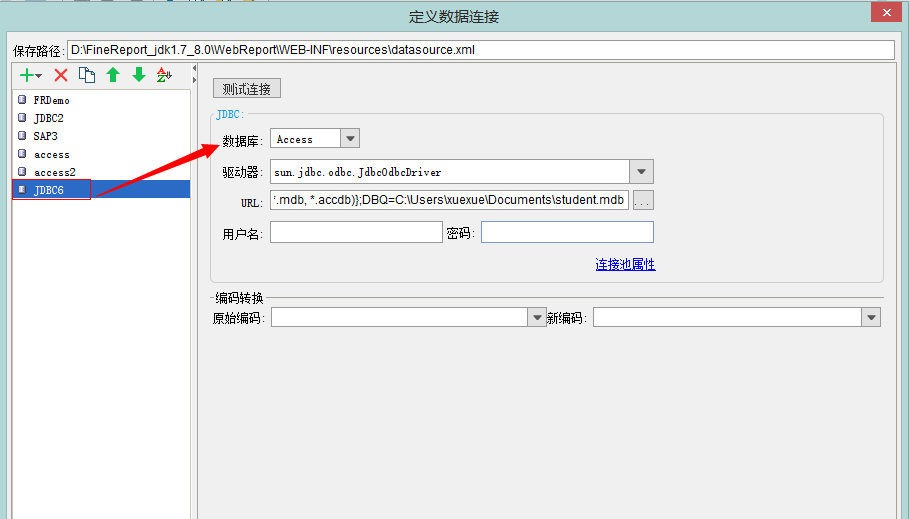 定义数据连接
保存路径: D:\FineReport_jdk1.7_8.0\WebReport\WEB-INF\resources\datasource.xml
FRDemo
JDBC2
SAP3
access
access2
JDBC6
测试连接
JDBC:
数据库: Access
驱动器: sun.jdbc.odbc.JdbcOdbcDriver
URL: *.mdb, *.accdb)};DBQ=C:\Users\xuexue\Documents\student.mdb ...
用户名: 密码:
连接池属性
编码转换
原始编码: 新编码: